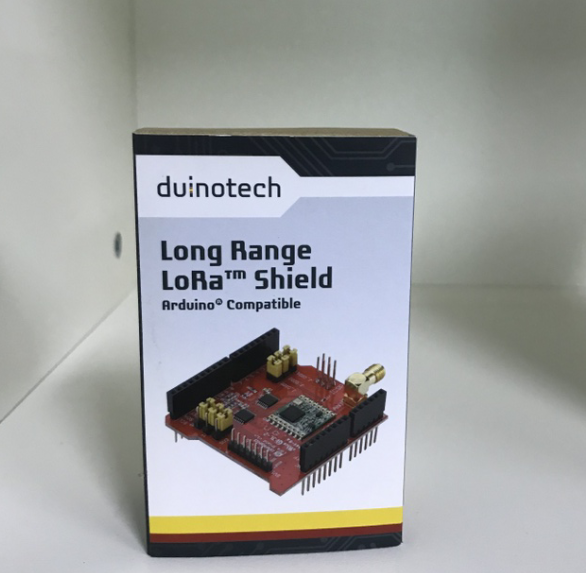 duinotech
Long Range
LoRa™ Shield
Arduino® Compatible